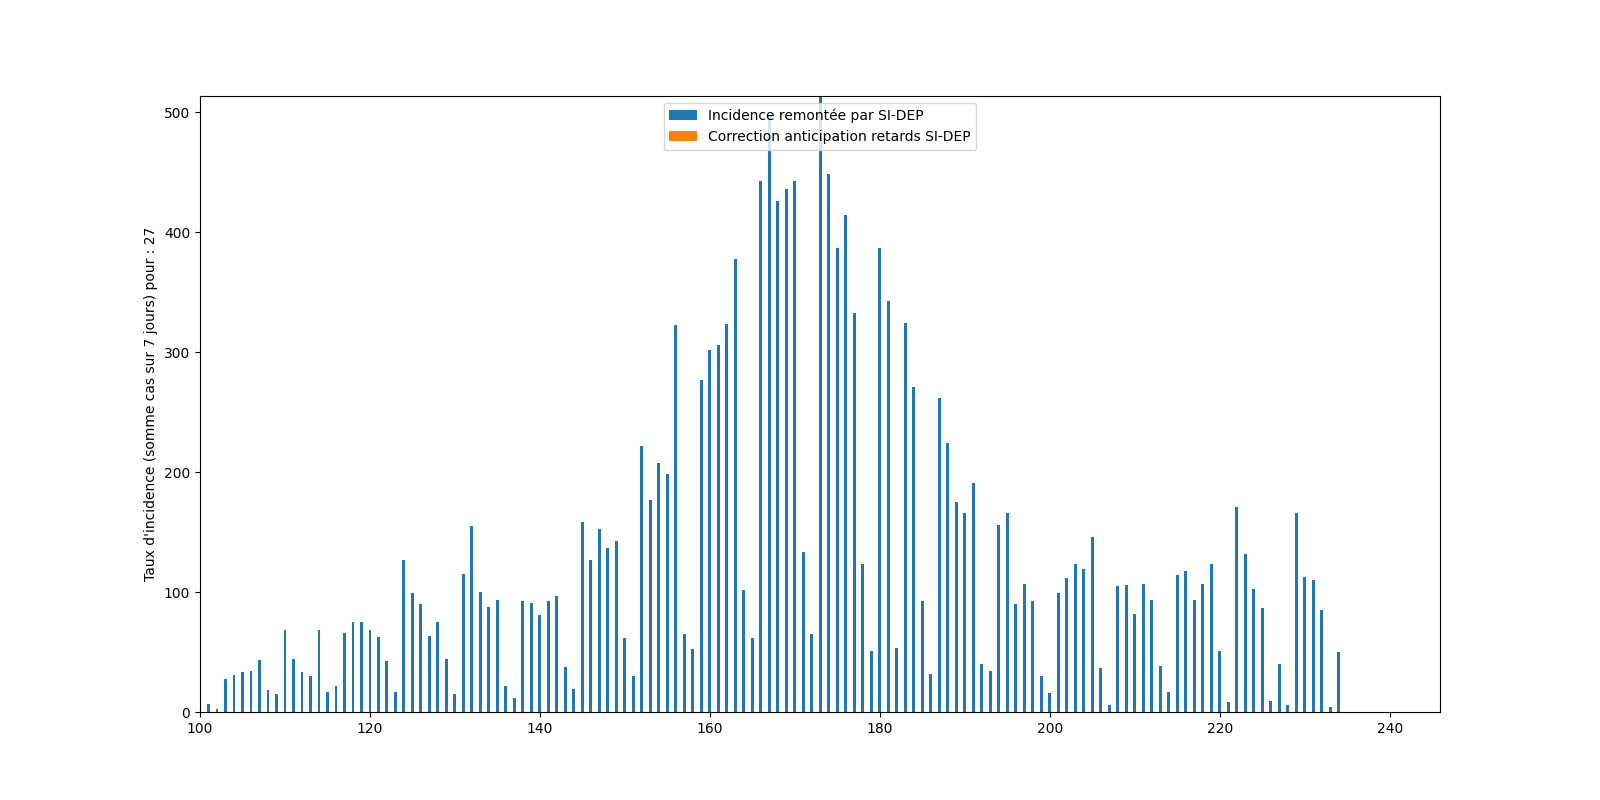 Incidence remontée par SI-DEP
Correction anticipation retards SI-DEP
Taux d'incidence (somme cas sur 7 jours) pour : 27
500
400
300
200
100
0
100 120 140 160 180 200 220 240